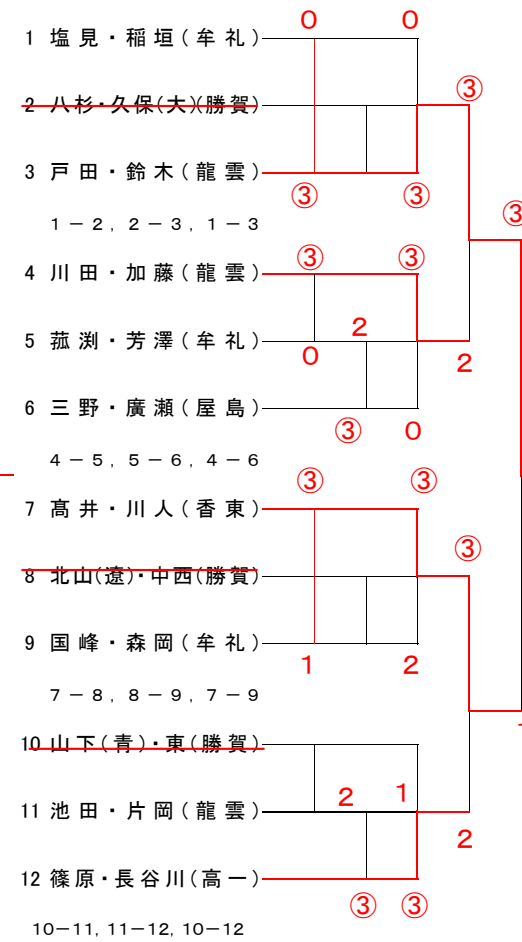 0 0
1 塩見・稲垣(牟礼)
③
2 八杉・久保(大)(勝賀)
3 戸田・鈴木(龍雲)
③ ③
③
1－2, 2－3, 1－3
③ ③
4 川田・加藤(龍雲)
2
5 菰渕・芳澤(牟礼)
0 2
6 三野・廣瀬(屋島)
③ 0
4－5, 5－6, 4－6
③ ③
7 髙井・川人(香東)
③
8 北山(遼)・中西(勝賀)
9 国峰・森岡(牟礼)
1 2
7－8, 8－9, 7－9
10 山下(青)・東(勝賀)
2 1
11 池田・片岡(龍雲)
2
12 篠原・長谷川(高一)
③ ③
10－11, 11－12, 10－12